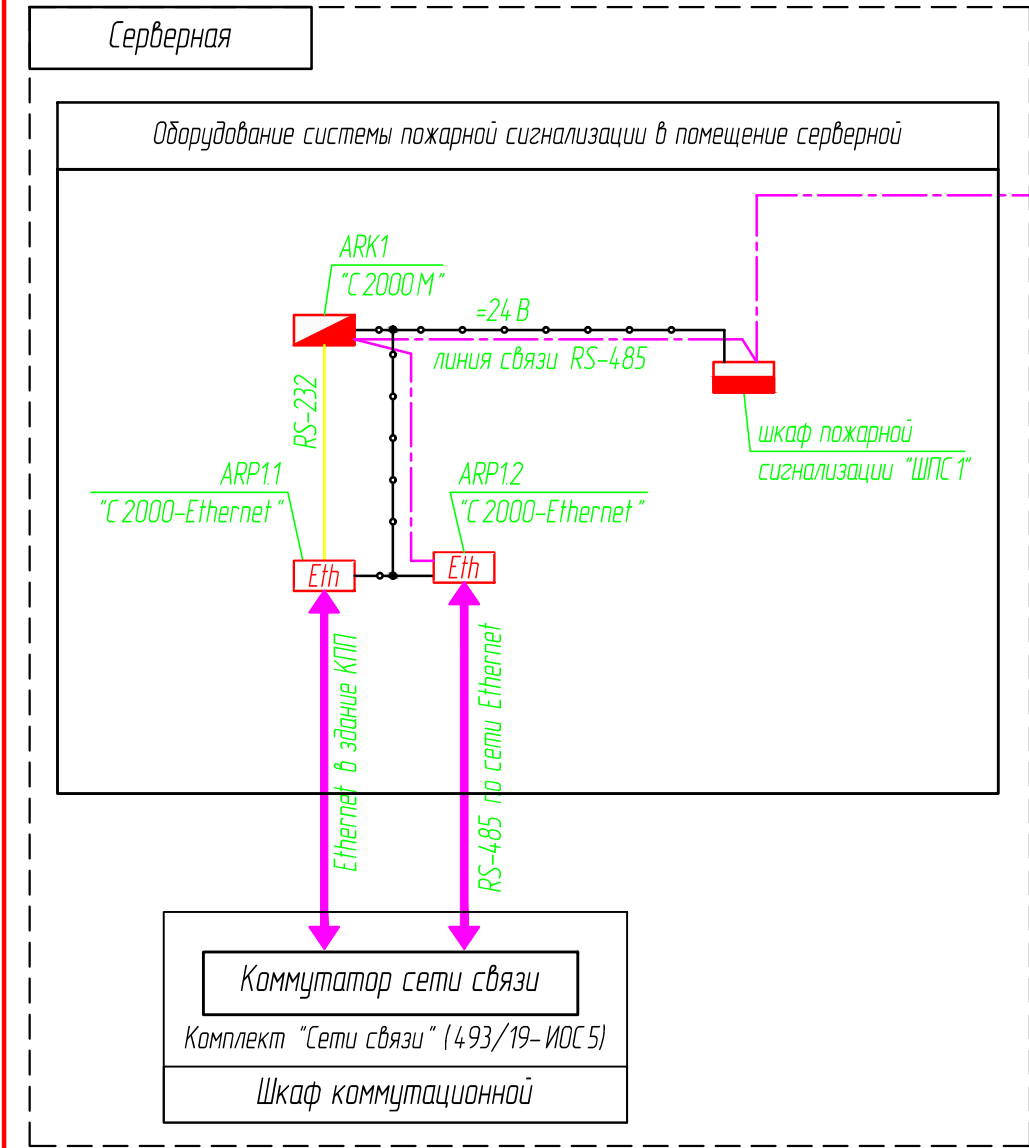 Серверная
Оборудование системы пожарной сигнализации в помещение серверной
ARK1
"С2000М"
=24 В
линия связи RS-485
RS-232
шкаф пожарной
сигнализации "ШПС1"
ARP1.1
"С2000-Ethernet"
ARP1.2
"С2000-Ethernet"
Eth
Eth
Ethernet в здание КПП
RS-485 по сети Ethernet
Коммутатор сети связи
Комплект "Сети связи" (493/19-ИОС5)
Шкаф коммутационной